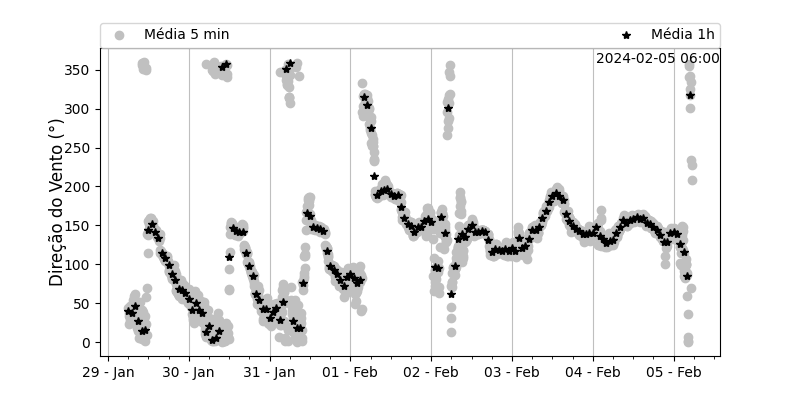 Média 5 min
Média 1h
2024-02-05 06:00
Direção do Vento (°)
350
300
250
200
150
100
50
0
29 - Jan
30 - Jan
31 - Jan
01 - Feb
02 - Feb
03 - Feb
04 - Feb
05 - Feb